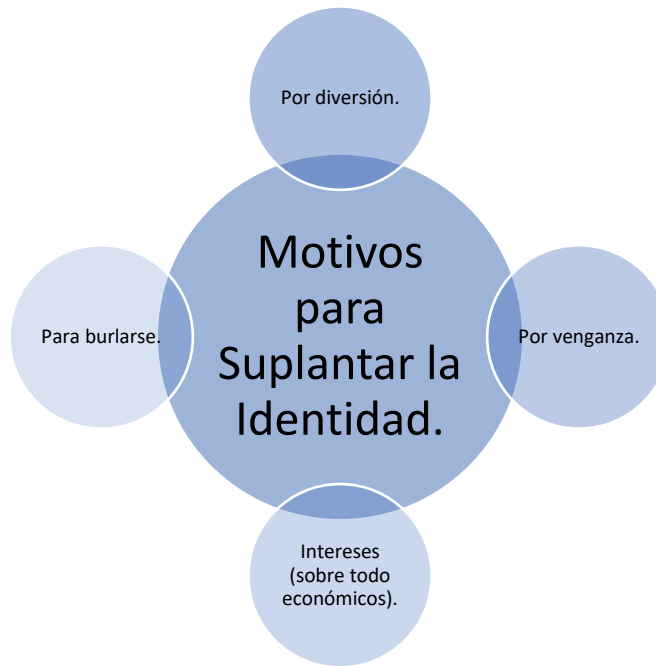 Por diversión.
Motivos
para
Suplantar la
Identidad.
Para burlarse.
Por venganza.
Intereses
(sobre todo
económicos).